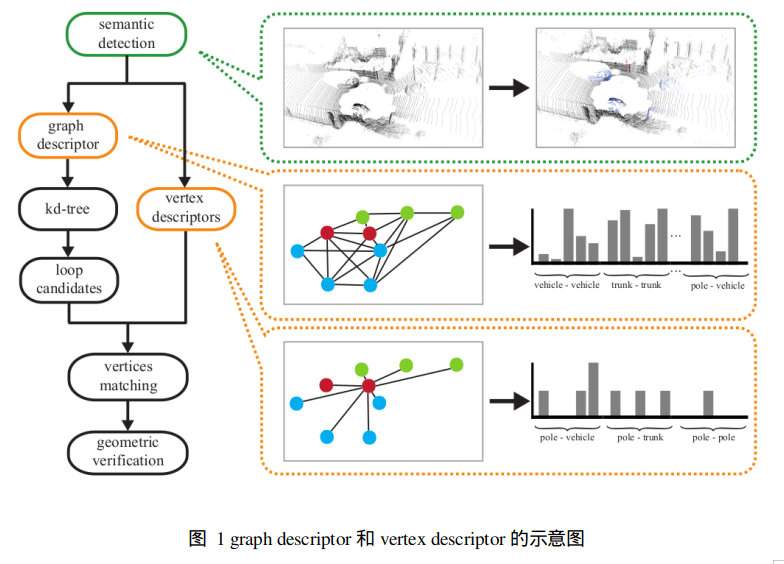 semantic
detection
graph
descriptor
kd-tree
vertex
descriptors
loop
candidates
vertices
matching
geometric
verification
...
...
vehicle - vehicle
trunk - trunk
pole - vehicle
pole - vehicle
pole - trunk
pole - pole
图 1 graph descriptor 和 vertex descriptor 的示意图